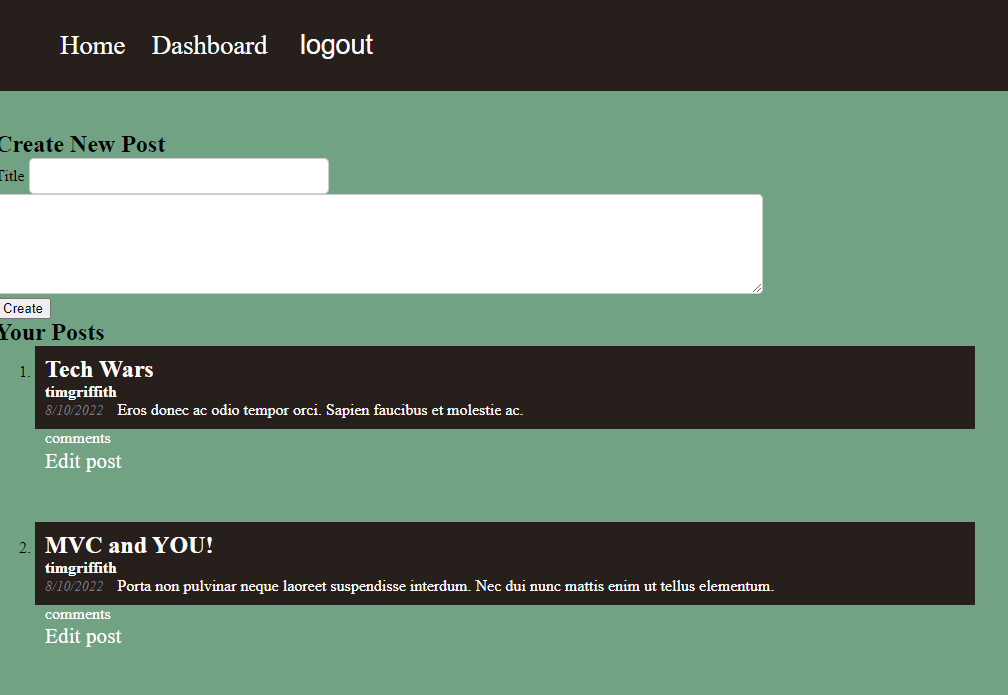 Home Dashboard logout
Create New Post
Title
Create
Your Posts
1. Tech Wars
timgriffith
8/10/2022 Eros donec ac odio tempor orci. Sapien faucibus et molestie ac.
comments
Edit post
2. MVC and YOU!
timgriffith
8/10/2022 Porta non pulvinar neque laoreet suspendisse interdum. Nec dui nunc mattis enim ut tellus elementum.
comments
Edit post